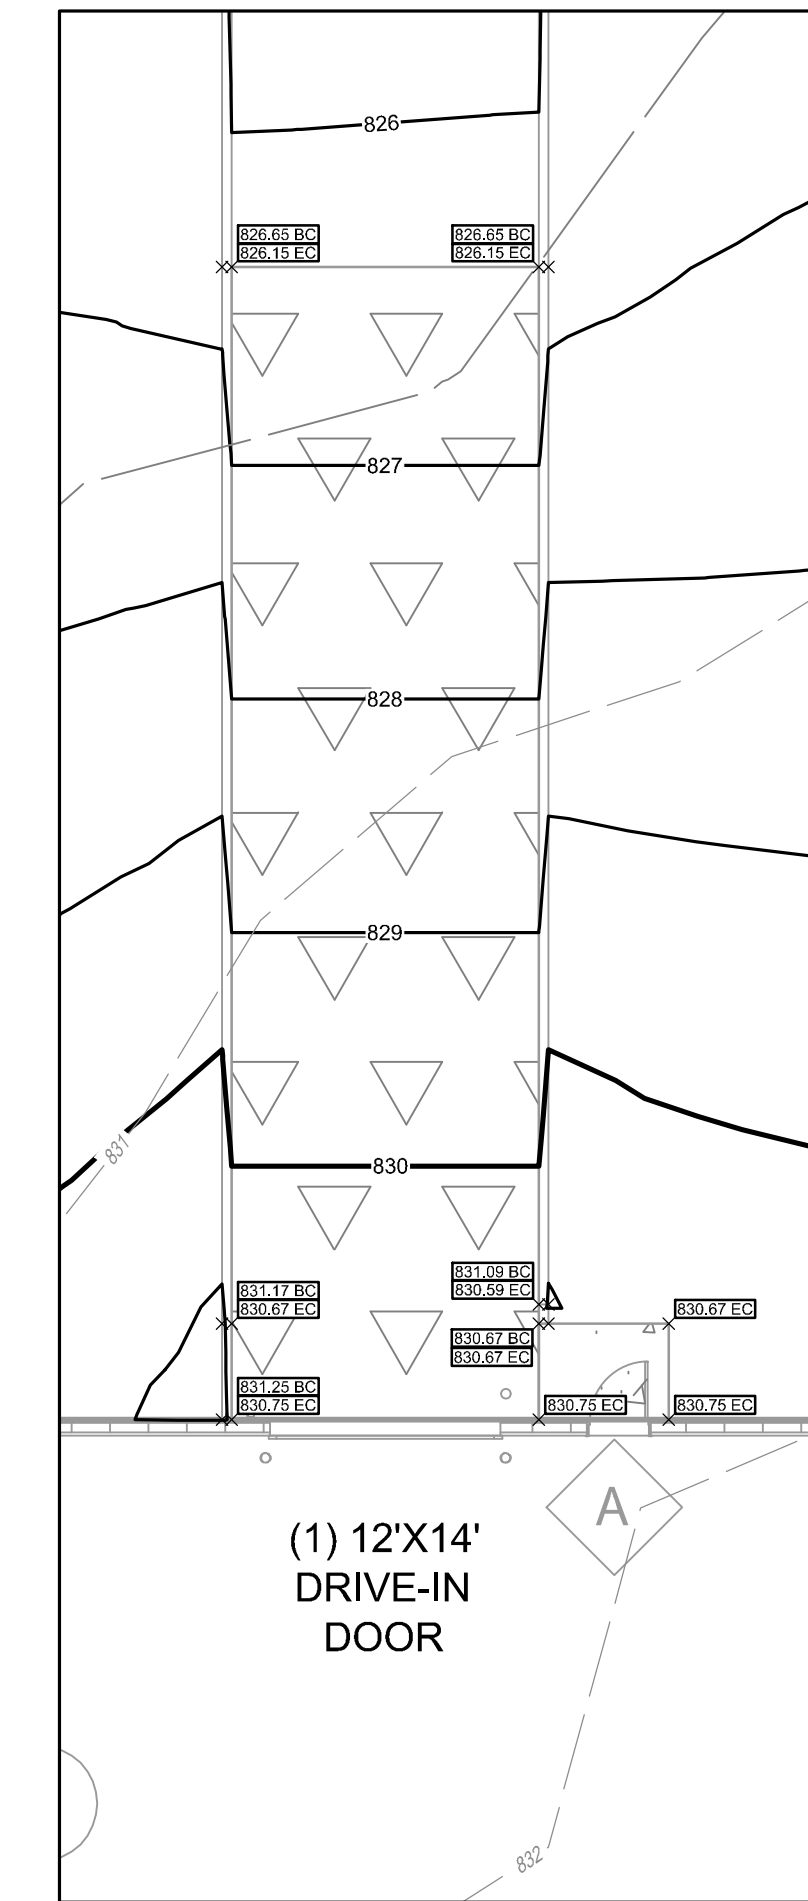 826
826.65 BC
826.15 EC
826.65 BC
826.15 EC
827
828
829
831
830
831.09 BC
830.59 EC
831.17 BC
830.67 EC
830.67 EC
830.67 BC
830.67 EC
831.25 BC
830.75 EC
830.75 EC
830.75 EC
A
(1) 12'X14'
DRIVE-IN
DOOR
832